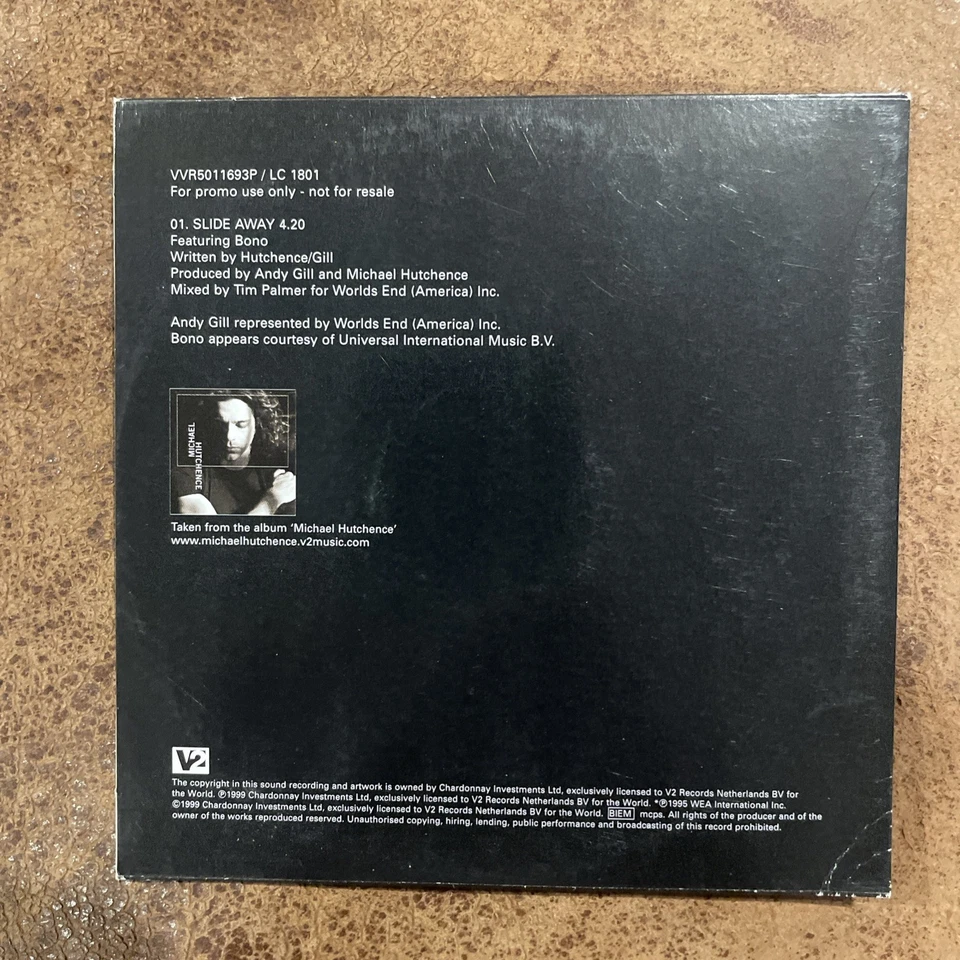 VVR5011693P / LC 1801
For promo use only - not for resale
01. SLIDE AWAY 4.20
Featuring Bono
Written by Hutchence/Gill
Produced by Andy Gill and Michael Hutchence
Mixed by Tim Palmer for Worlds End (America) Inc.
Andy Gill represented by Worlds End (America) Inc.
Bono appears courtesy of Universal International Music B.V.
MICHAEL
HUTCHENCE
Taken from the album 'Michael Hutchence'
www.michaelhutchence.v2music.com
V2
The copyright in this sound recording and artwork is owned by Chardonnay Investments Ltd, exclusively licensed to V2 Records Netherlands BV for
the World. ℗1999 Chardonnay Investments Ltd, exclusively licensed to V2 Records Netherlands BV for the World. *℗1995 WEA International Inc.
©1999 Chardonnay Investments Ltd, exclusively licensed to V2 Records Netherlands BV for the World. BIEM mcps. All rights of the producer and of the
owner of the works reproduced reserved. Unauthorised copying, hiring, lending, public performance and broadcasting of this record prohibited.